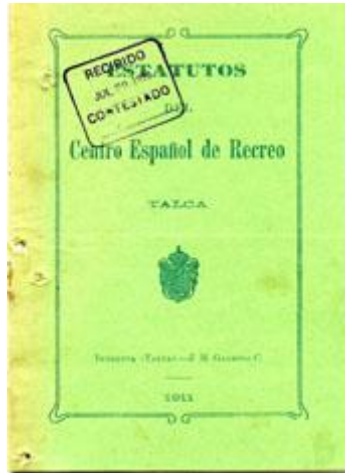 ESTATUTOS
RECIBIDO
JUL
CONTESTADO
DEL
Centro Español de Recreo
TALCA
1911